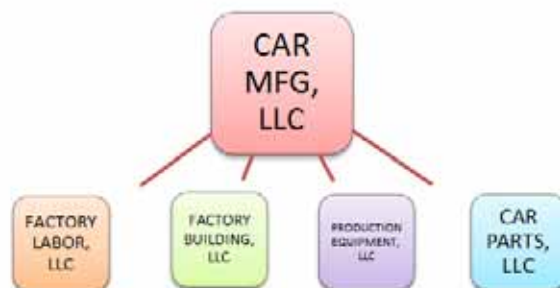 CAR
MFG,
LLC
FACTORY
LABOR,
LLC
FACTORY
BUILDING,
LLC
PRODUCTION
EQUIPMENT,
LLC
CAR
PARTS,
LLC